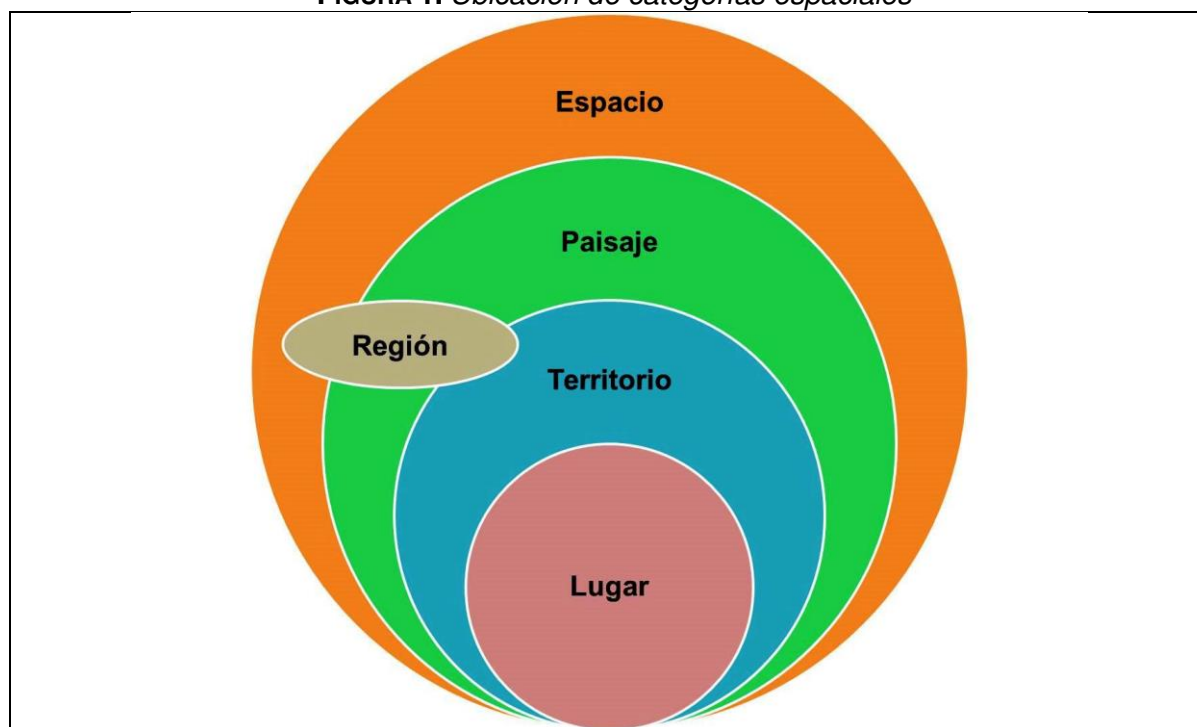 FIGURA 1. Ubicación de categorías espaciales
Espacio
Paisaje
Región
Territorio
Lugar